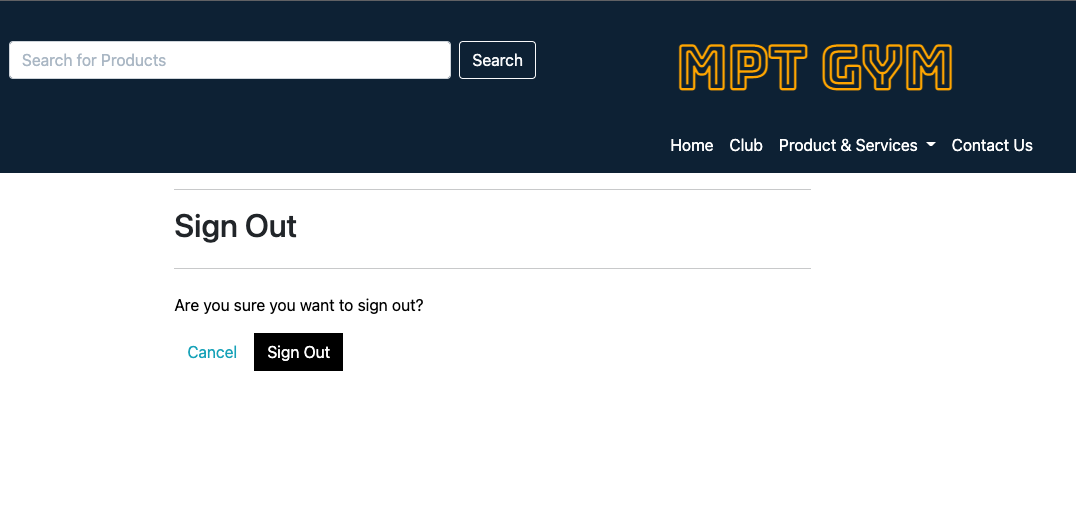 Search for Products Search
MPT GYM
Home Club Product & Services Contact Us
Sign Out
Are you sure you want to sign out?
Cancel Sign Out